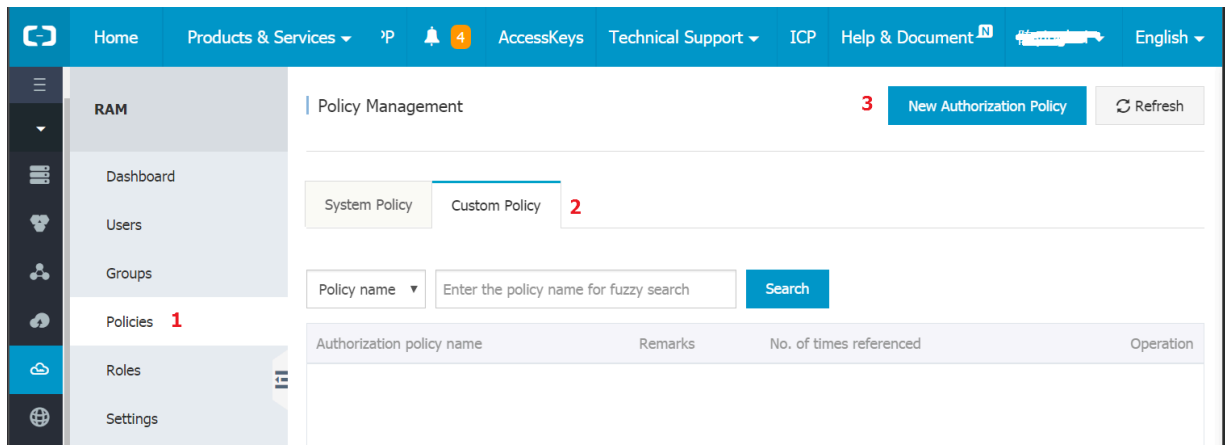 Home Products & Services 4 AccessKeys Technical Support ICP Help & Document N English
RAM
Policy Management
3
New Authorization Policy
Refresh
Dashboard
Users
Groups
Policies 1
Roles
Settings
System Policy
Custom Policy 2
Policy name
Enter the policy name for fuzzy search
Search
Authorization policy name Remarks No. of times referenced Operation